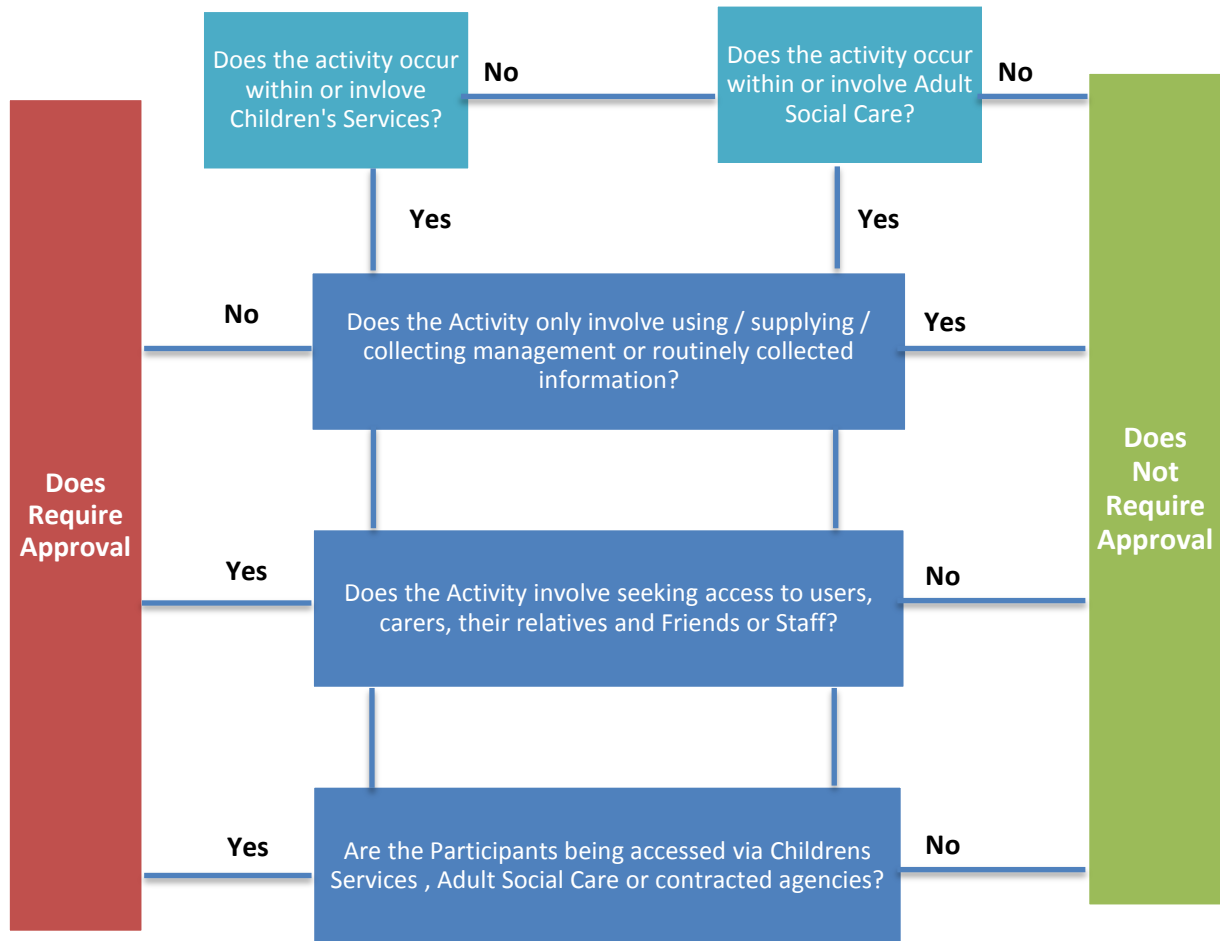 Does the activity occur
within or invlove
Children's Services?
No
Does the activity occur
within or involve Adult
Social Care?
No
Yes
Yes
No
Does the Activity only involve using / supplying /
collecting management or routinely collected
information?
Yes
Does
Require
Approval
Does
Not
Require
Approval
Yes
Does the Activity involve seeking access to users,
carers, their relatives and Friends or Staff?
No
Yes
Are the Participants being accessed via Childrens
Services , Adult Social Care or contracted agencies?
No